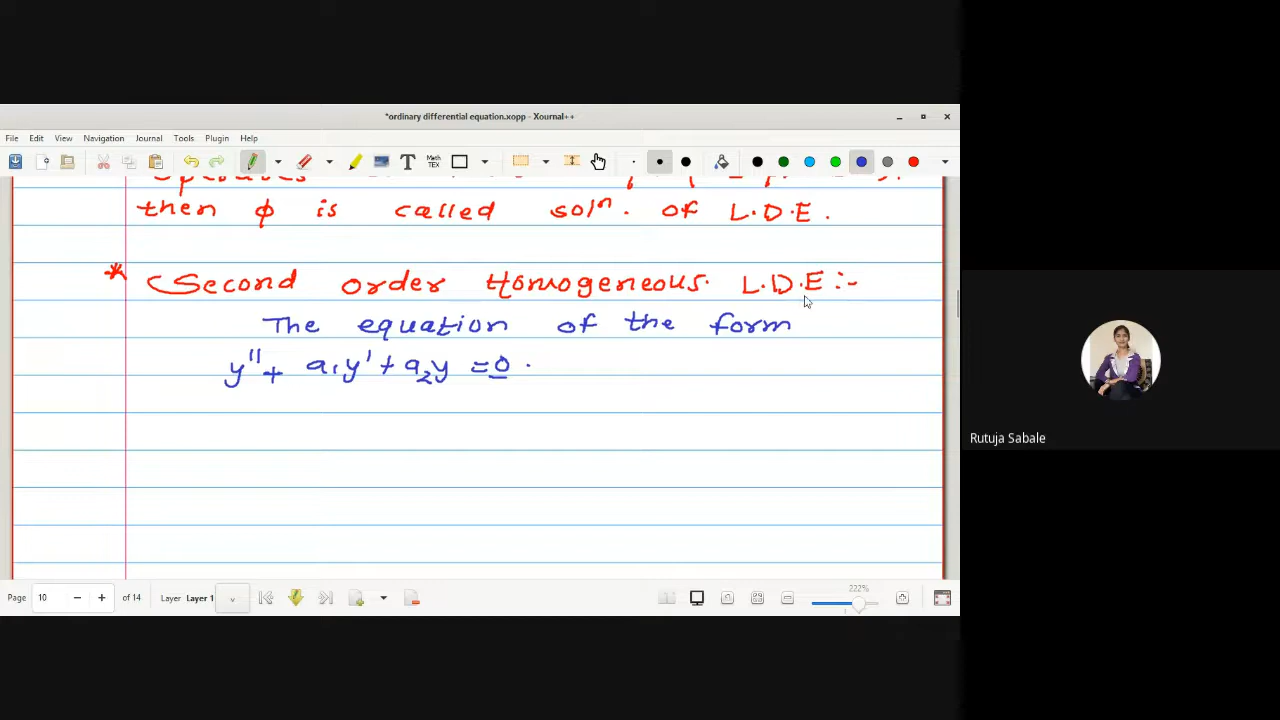 *ordinary differential equation.xopp - Xournal++
File Edit View Navigation Journal Tools Plugin Help
then φ is called solⁿ. of L.D.E.
* Second order Homogeneous. L.D.E :-
The equation of the form
y'' + a₁y' + a₂y = 0.
Rutuja Sabale
Page 10 of 14 Layer Layer 1 222%